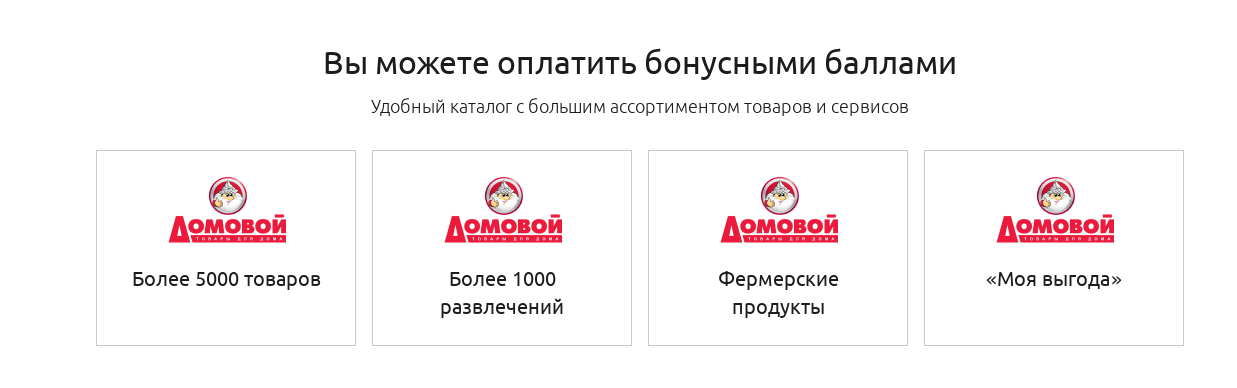 Вы можете оплатить бонусными баллами
Удобный каталог с большим ассортиментом товаров и сервисов
ДОМОВОЙ
ТОВАРЫ ДЛЯ ДОМА
Более 5000 товаров
ДОМОВОЙ
ТОВАРЫ ДЛЯ ДОМА
Более 1000
развлечений
ДОМОВОЙ
ТОВАРЫ ДЛЯ ДОМА
Фермерские
продукты
ДОМОВОЙ
ТОВАРЫ ДЛЯ ДОМА
«Моя выгода»